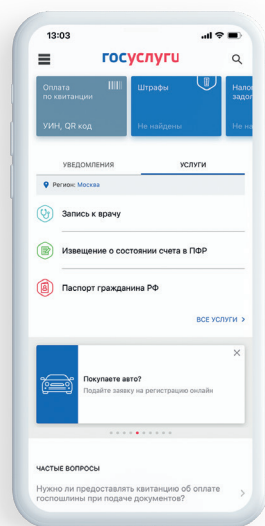 13:03
госуслуги
Оплата
по квитанции
УИН, QR код
Штрафы
Не найдены
Нало
задол
Не на
УВЕДОМЛЕНИЯ
УСЛУГИ
Регион: Москва
Запись к врачу
Извещение о состоянии счета в ПФР
Паспорт гражданина РФ
ВСЕ УСЛУГИ >
Покупаете авто?
Подайте заявку на регистрацию онлайн
ЧАСТЫЕ ВОПРОСЫ
Нужно ли предоставлять квитанцию об оплате
госпошлины при подаче документов?